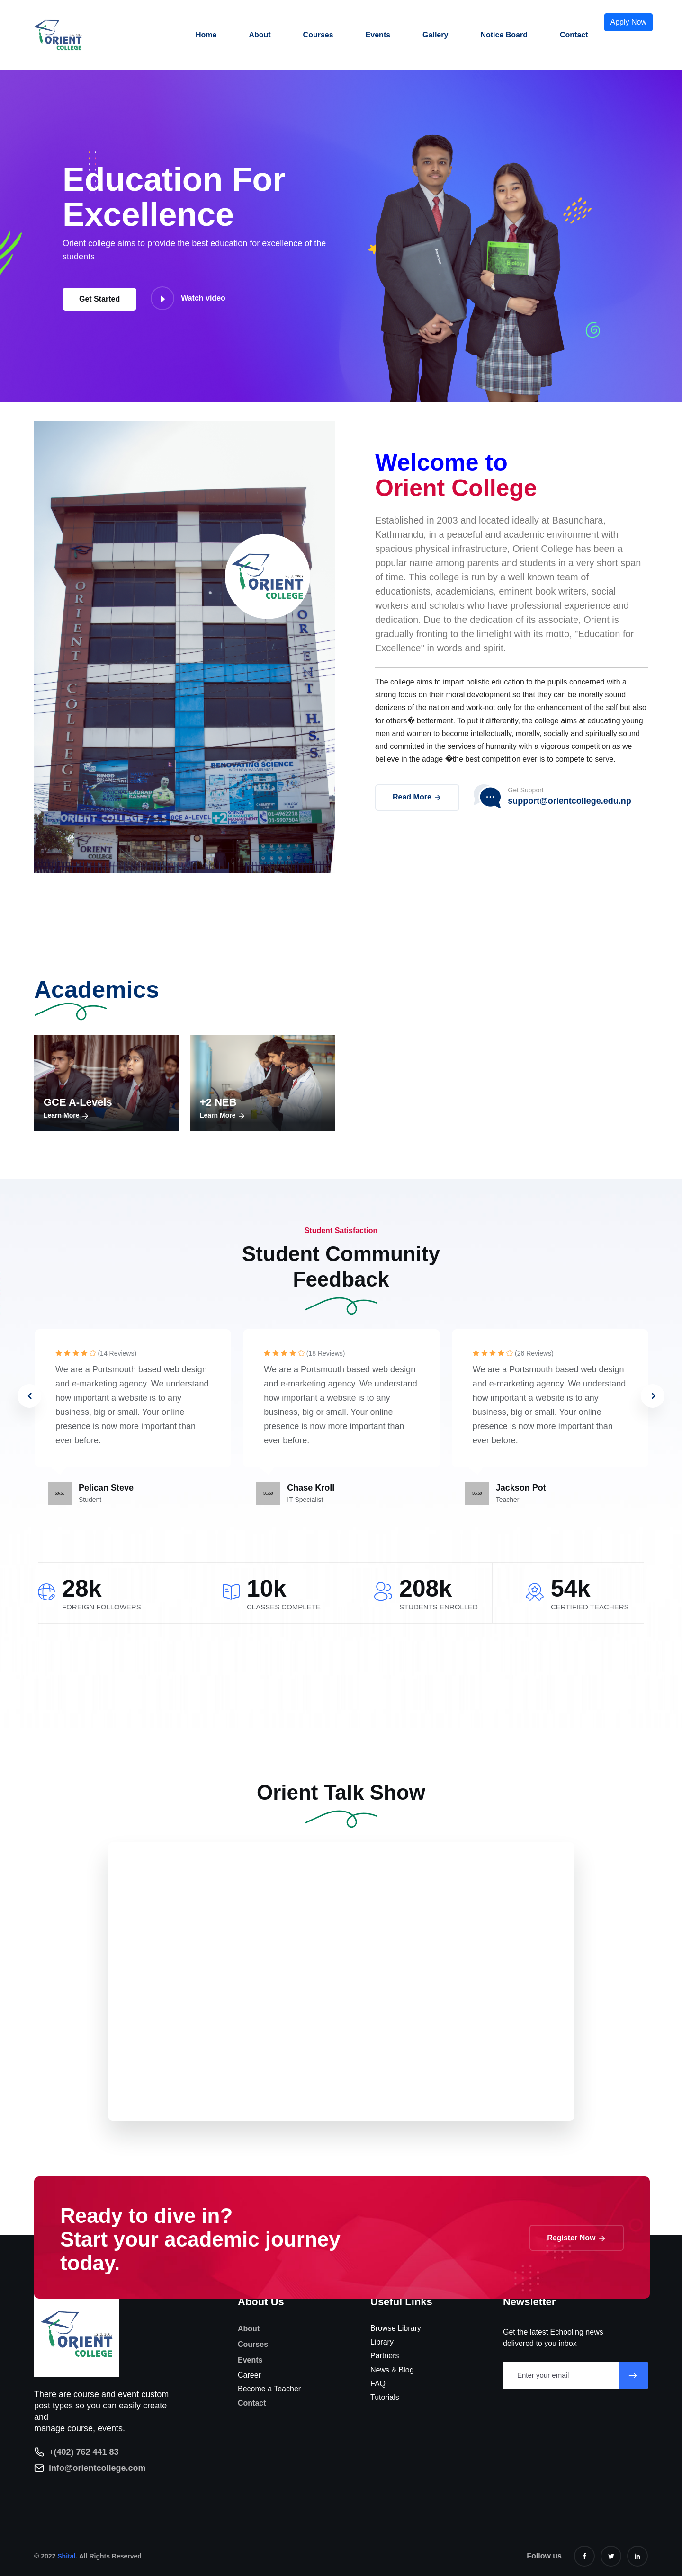 Estd. 2003
ORIENT
COLLEGE
Home
About
Courses
Events
Gallery
Notice Board
Contact
Apply Now
Education For
Excellence
Orient college aims to provide the best education for excellence of the
students
Get Started
Watch video
ORIENT COLLEGE
Estd. 2003
ORIENT
COLLEGE
ORIENT H.S.S.
RENOVATING SCIENCE
GCE A-LEVEL
+2
01-4962218
01-5907504
ORIENT
COLLEGE
Welcome to
Orient College
Established in 2003 and located ideally at Basundhara,
Kathmandu, in a peaceful and academic environment with
spacious physical infrastructure, Orient College has been a
popular name among parents and students in a very short span
of time. This college is run by a well known team of
educationists, academicians, eminent book writers, social
workers and scholars who have professional experience and
dedication. Due to the dedication of its associate, Orient is
gradually fronting the limelight with its motto, "Education for
Excellence" in words and spirit.
The college aims to impart holistic education to the pupils concerned with a
strong focus on their moral development so that they can be morally sound
denizens of the nation and work-not only for the enhancement of the self but also
for others� betterment. To put it differently, the college aims at educating young
men and women to become intellectually, morally, socially and spiritually sound
and committed in the services of humanity with a vigorous competition as we
believe in the adage �the best competition ever is to compete to serve.
Read More
Get Support
support@orientcollege.edu.np
Academics
GCE A-Levels
Learn More
+2 NEB
Learn More
Student Satisfaction
Student Community
Feedback
(14 Reviews)
We are a Portsmouth based web design
and e-marketing agency. We understand
how important a website is to any
business, big or small. Your online
presence is now more important than
ever before.
Pelican Steve
Student
(18 Reviews)
We are a Portsmouth based web design
and e-marketing agency. We understand
how important a website is to any
business, big or small. Your online
presence is now more important than
ever before.
Chase Kroll
IT Specialist
(26 Reviews)
We are a Portsmouth based web design
and e-marketing agency. We understand
how important a website is to any
business, big or small. Your online
presence is now more important than
ever before.
Jackson Pot
Teacher
28k
FOREIGN FOLLOWERS
10k
CLASSES COMPLETE
208k
STUDENTS ENROLLED
54k
CERTIFIED TEACHERS
Orient Talk Show
Ready to dive in?
Start your academic journey
today.
Register Now
Estd. 2003
ORIENT
COLLEGE
There are course and event custom
post types so you can easily create
and
manage course, events.
+(402) 762 441 83
info@orientcollege.com
About Us
About
Courses
Events
Career
Become a Teacher
Contact
Useful Links
Browse Library
Library
Partners
News & Blog
FAQ
Tutorials
Newsletter
Get the latest Echooling news
delivered to you inbox
Enter your email
© 2022 Shital. All Rights Reserved
Follow us